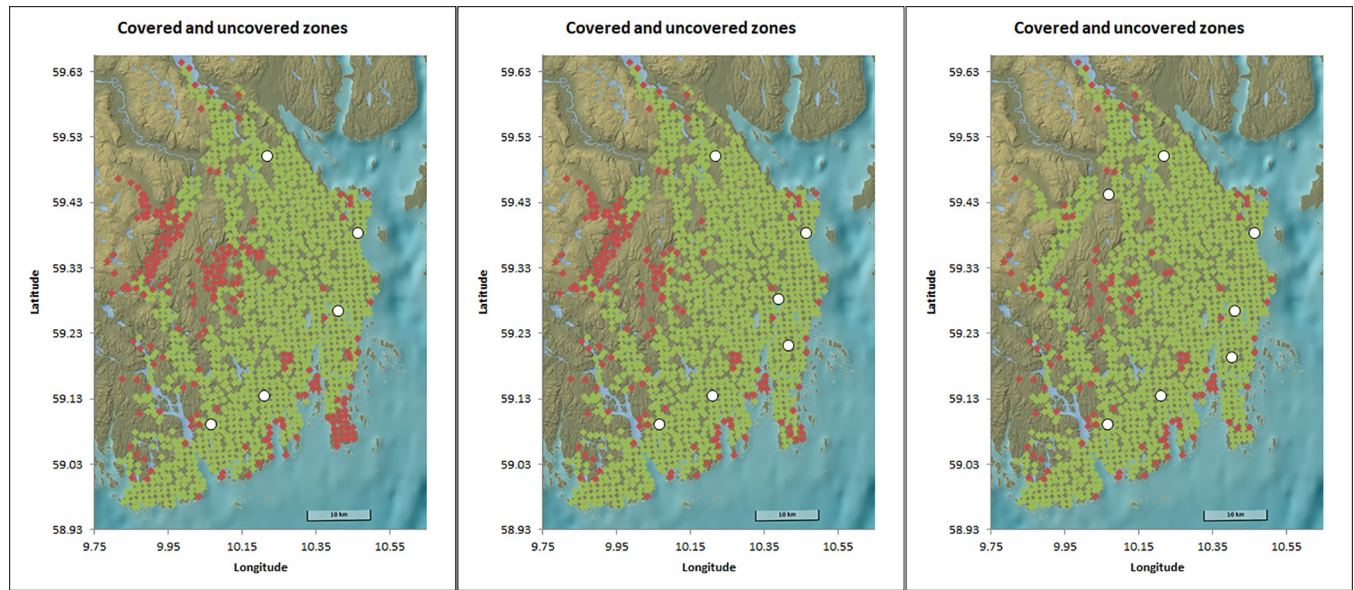 Covered and uncovered zones
59.63
59.53
59.43
59.33
59.23
59.13
59.03
58.93
Latitude
10 km
9.75 9.95 10.15 10.35 10.55
Longitude
Covered and uncovered zones
59.63
59.53
59.43
59.33
59.23
59.13
59.03
58.93
Latitude
10 km
9.75 9.95 10.15 10.35 10.55
Longitude
Covered and uncovered zones
59.63
59.53
59.43
59.33
59.23
59.13
59.03
58.93
Latitude
10 km
9.75 9.95 10.15 10.35 10.55
Longitude